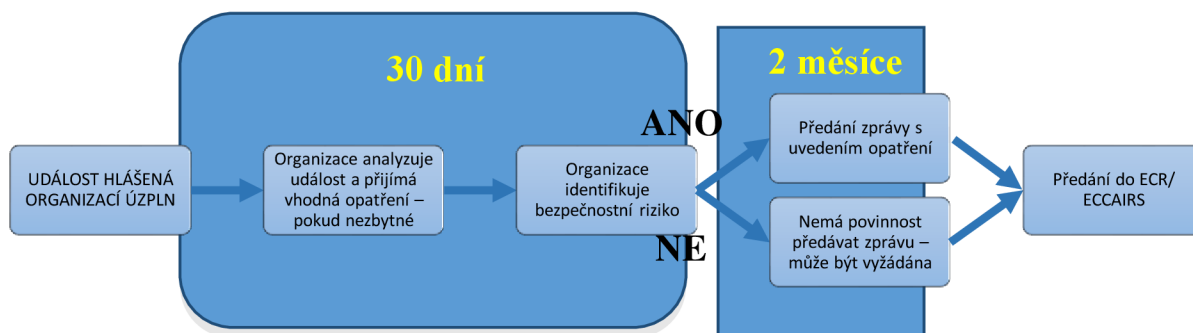 30 dní
2 měsíce
UDÁLOST HLÁŠENÁ
ORGANIZACÍ ÚZPLN
Organizace analyzuje
událost a přijímá
vhodná opatření –
pokud nezbytné
Organizace
identifikuje
bezpečnostní riziko
ANO
Předání zprávy s
uvedením opatření
NE
Nemá povinnost
předávat zprávu –
může být vyžádána
Předání do ECR/
ECCAIRS